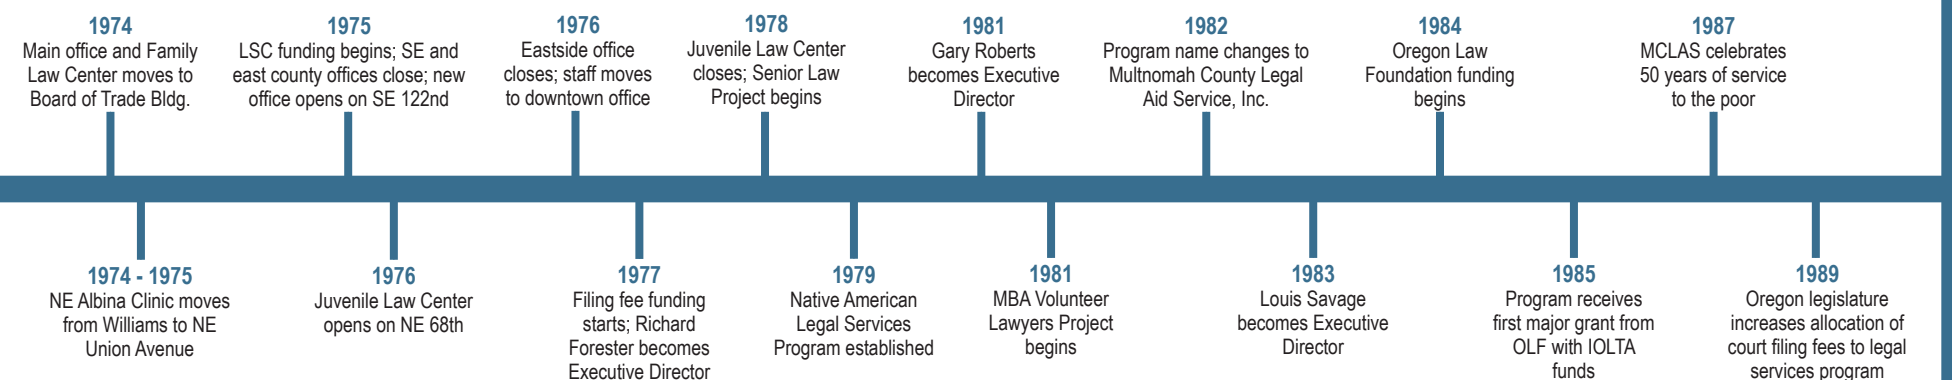 1974
Main office and Family
Law Center moves to
Board of Trade Bldg.
1975
LSC funding begins; SE and
east county offices close; new
office opens on SE 122nd
1976
Eastside office
closes; staff moves
to downtown office
1978
Juvenile Law Center
closes; Senior Law
Project begins
1981
Gary Roberts
becomes Executive
Director
1982
Program name changes to
Multnomah County Legal
Aid Service, Inc.
1984
Oregon Law
Foundation funding
begins
1987
MCLAS celebrates
50 years of service
to the poor
1974 - 1975
NE Albina Clinic moves
from Williams to NE
Union Avenue
1976
Juvenile Law Center
opens on NE 68th
1977
Filing fee funding
starts; Richard
Forester becomes
Executive Director
1979
Native American
Legal Services
Program established
1981
MBA Volunteer
Lawyers Project
begins
1983
Louis Savage
becomes Executive
Director
1985
Program receives
first major grant from
OLF with IOLTA
funds
1989
Oregon legislature
increases allocation of
court filing fees to legal
services program